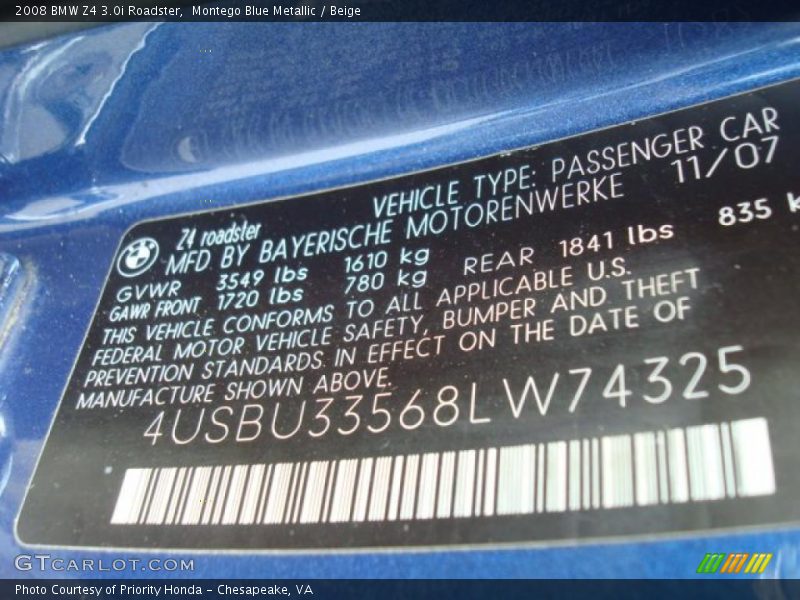 2008 BMW Z4 3.0i Roadster,  Montego Blue Metallic / Beige
Z4 roadster VEHICLE TYPE: PASSENGER CAR
MFD BY BAYERISCHE MOTORENWERKE 11/07
GVWR 3549 lbs 1610 kg
GAWR FRONT 1720 lbs 780 kg REAR 1841 lbs 835 k
THIS VEHICLE CONFORMS TO ALL APPLICABLE U.S.
FEDERAL MOTOR VEHICLE SAFETY, BUMPER AND THEFT
PREVENTION STANDARDS. IN EFFECT ON THE DATE OF
MANUFACTURE SHOWN ABOVE.
4USBU33568LW74325
GTCARLOT.COM
Photo Courtesy of Priority Honda - Chesapeake, VA